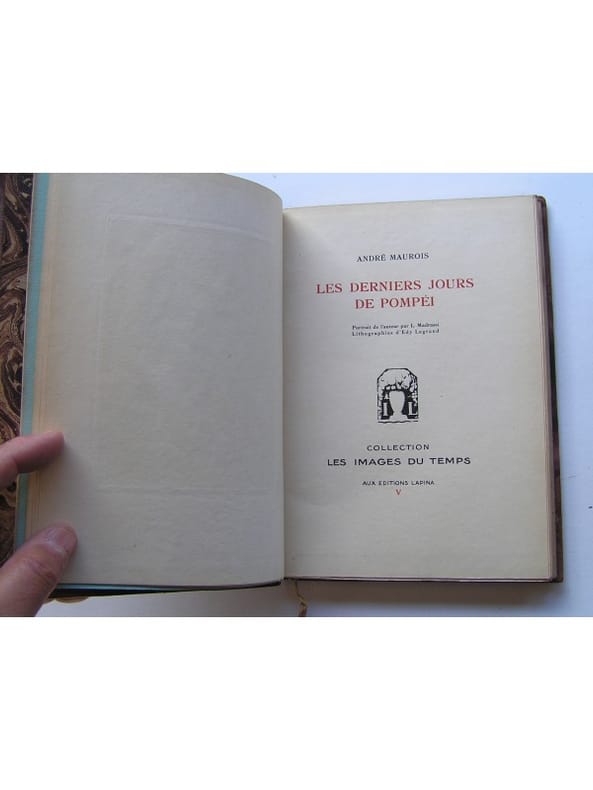 ANDRÉ MAUROIS
LES DERNIERS JOURS
DE POMPÉI
Portrait de l'auteur par L. Madrassi
Lithographies d'Edy Legrand
L L
COLLECTION
LES IMAGES DU TEMPS
AUX EDITIONS LAPINA
V